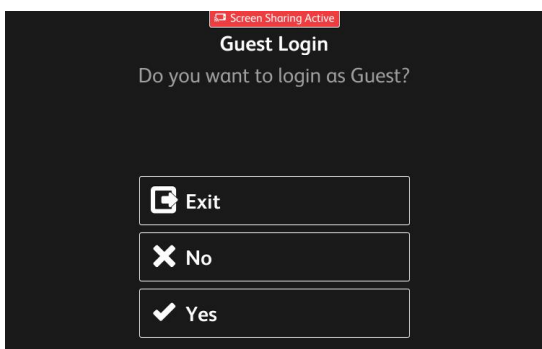 Screen Sharing Active
Guest Login
Do you want to login as Guest?
Exit
No
Yes